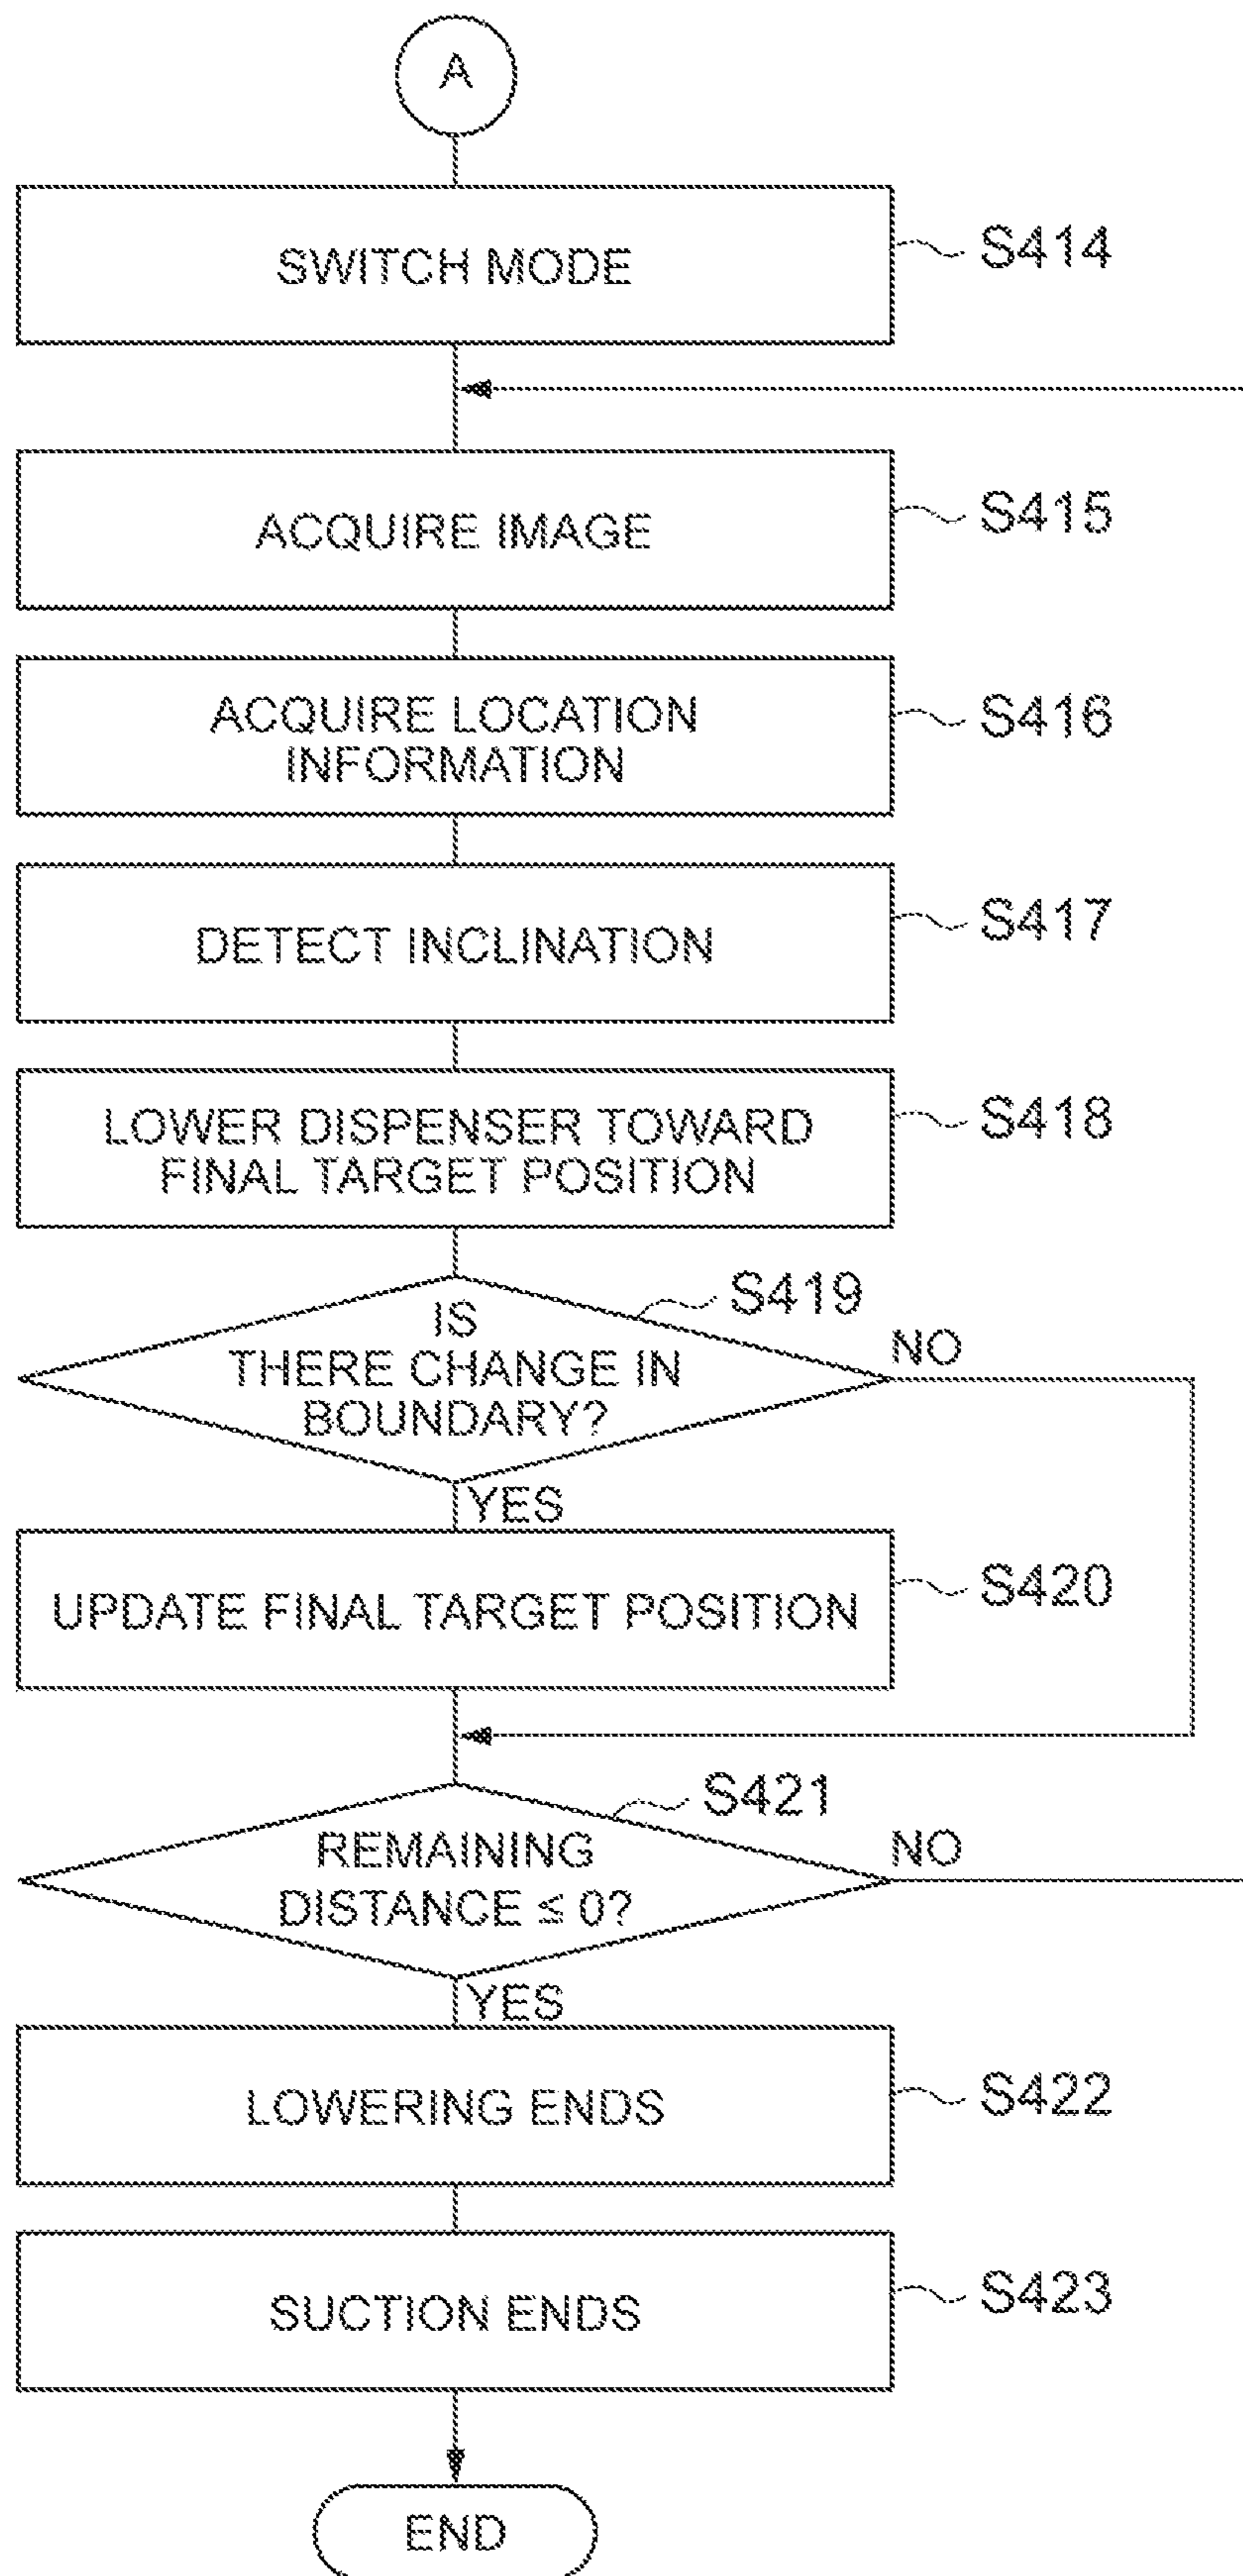 A
SWITCH MODE
S414
ACQUIRE IMAGE
S415
ACQUIRE LOCATION
INFORMATION
S416
DETECT INCLINATION
S417
LOWER DISPENSER TOWARD
FINAL TARGET POSITION
S418
IS
THERE CHANGE IN
BOUNDARY?
S419
NO
YES
UPDATE FINAL TARGET POSITION
S420
REMAINING
DISTANCE ≤ 0?
S421
NO
YES
LOWERING ENDS
S422
SUCTION ENDS
S423
END